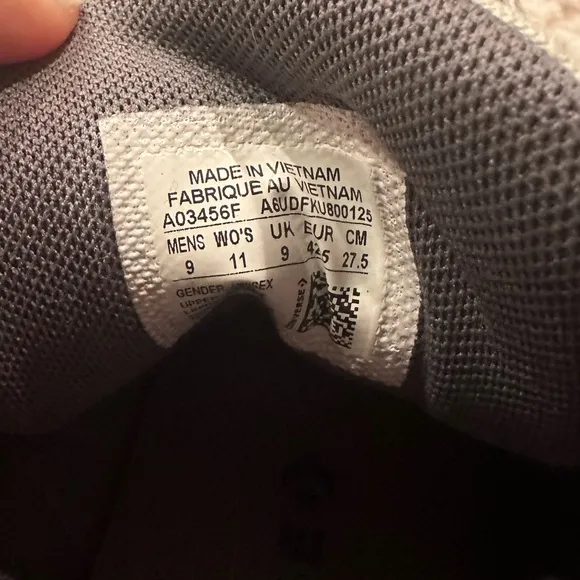 MADE IN VIETNAM
FABRIQUE AU VIETNAM
A03456F A6UDFKU800125
MENS WO'S UK EUR CM
9 11 9 42.5 27.5
GENDER
CONVERSE